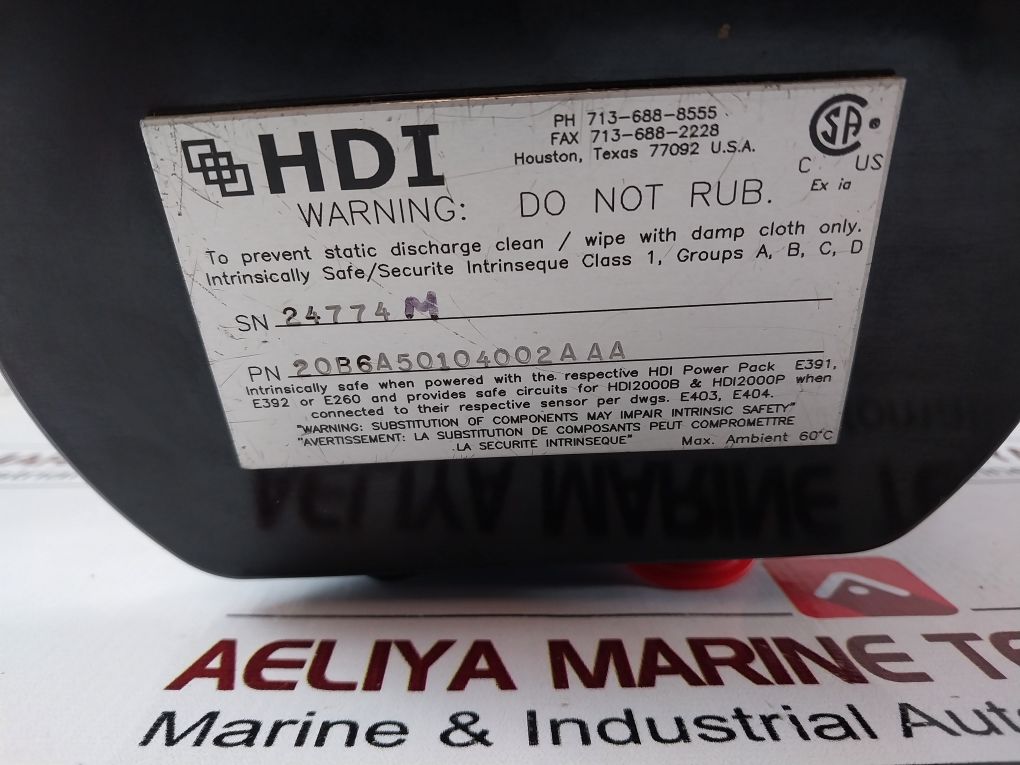 HDI
PH 713-688-8555
FAX 713-688-2228
Houston, Texas 77092 U.S.A.
CSA
C US
Ex ia
WARNING: DO NOT RUB.
To prevent static discharge clean / wipe with damp cloth only.
Intrinsically Safe/Securite Intrinseque Class 1, Groups A, B, C, D
SN 24774M
PN 20B6A50104002AAA
Intrinsically safe when powered with the respective HDI Power Pack E391,
E392 or E260 and provides safe circuits for HDI2000B & HDI2000P when
connected to their respective sensor per dwgs. E403, E404.
"WARNING: SUBSTITUTION OF COMPONENTS MAY IMPAIR INTRINSIC SAFETY"
"AVERTISSEMENT: LA SUBSTITUTION DE COMPOSANTS PEUT COMPROMETTRE
LA SECURITE INTRINSEQUE" Max. Ambient 60°C
AELIYA MARINE TE
Marine & Industrial Auto